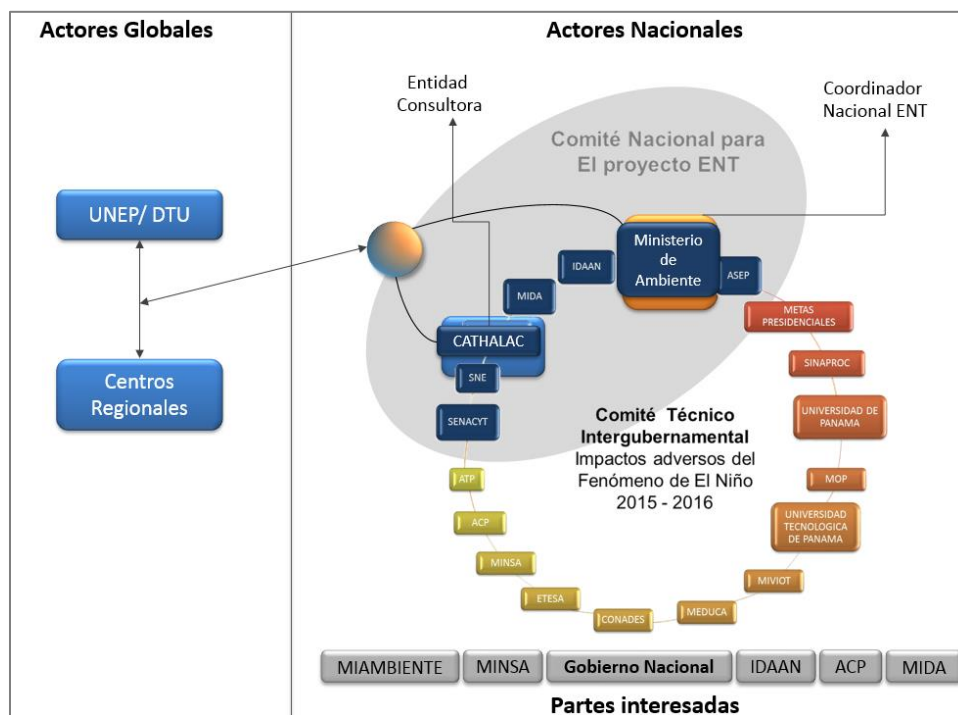 Actores Globales
Actores Nacionales
Entidad
Consultora
Coordinador
Nacional ENT
Comité Nacional para
El proyecto ENT
UNEP/ DTU
Centros
Regionales
Ministerio
de
Ambiente
IDAAN
ASEP
MIDA
CATHALAC
SNE
SENACYT
METAS
PRESIDENCIALES
SINAPROC
UNIVERSIDAD DE
PANAMA
MOP
UNIVERSIDAD
TECNOLOGICA
DE PANAMA
MIVIOT
MEDUCA
CONADES
ETESA
MINSA
ACP
ATP
Comité Técnico
Intergubernamental
Impactos adversos del
Fenómeno de El Niño
2015 - 2016
MIAMBIENTE
MINSA
Gobierno Nacional
IDAAN
ACP
MIDA
Partes interesadas